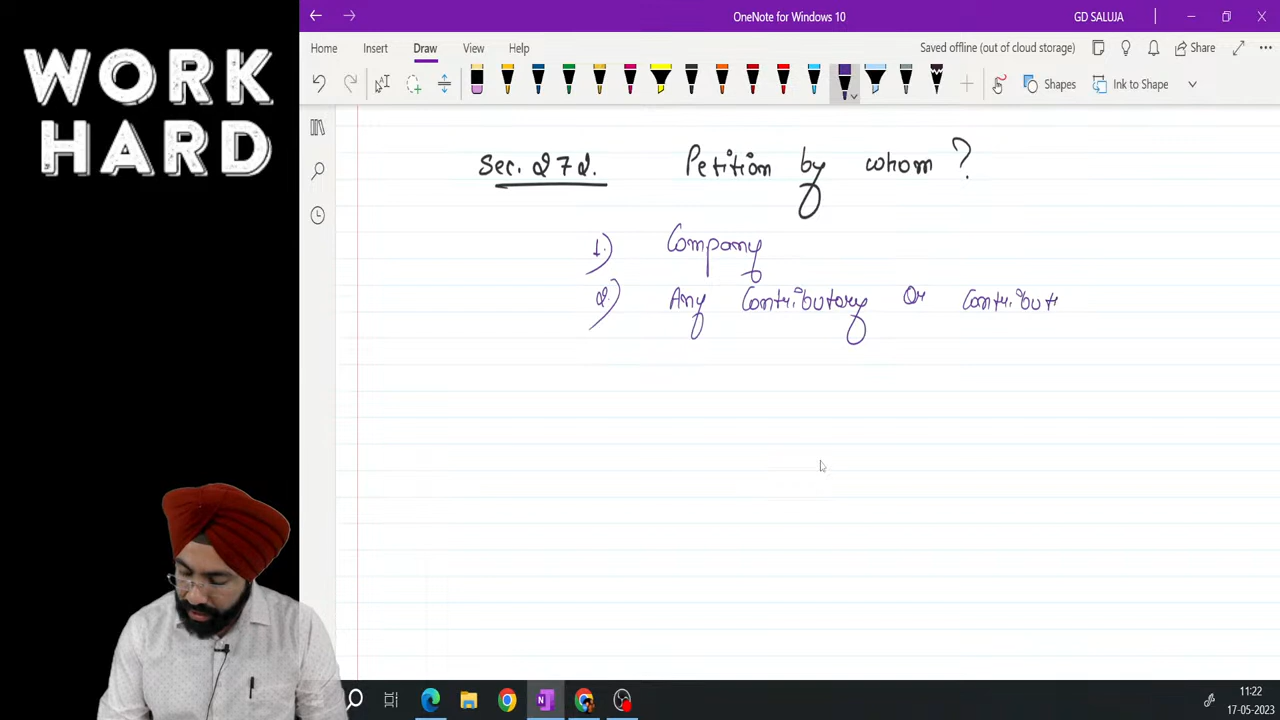 WORK
HARD
OneNote for Windows 10
GD SALUJA
Home Insert Draw View Help
Saved offline (out of cloud storage)
Share
Shapes
Ink to Shape
Sec. 272. Petition by whom ?
1.) Company
2.) Any Contributory Or Contribut
11:22
17-05-2023